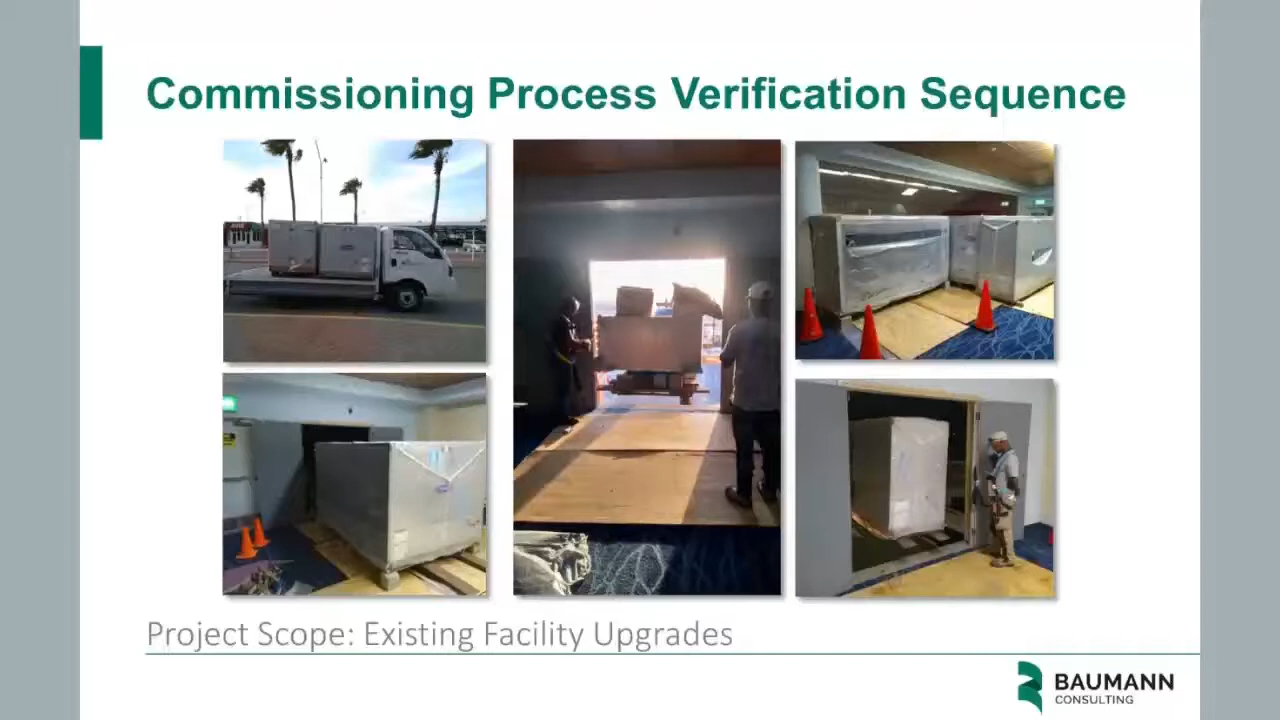 Commissioning Process Verification Sequence
Project Scope: Existing Facility Upgrades
BAUMANN
CONSULTING